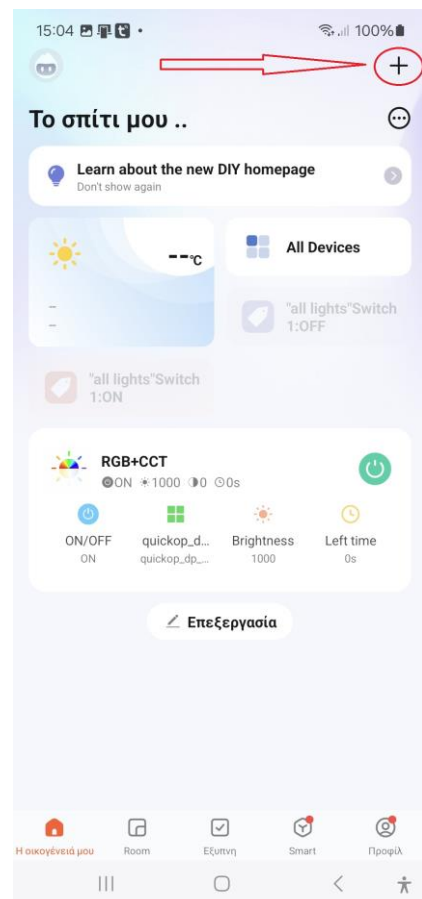 15:04
100%
Το σπίτι μου ..
Learn about the new DIY homepage
Don't show again
--°C
All Devices
–
–
"all lights"Switch
1:OFF
"all lights"Switch
1:ON
RGB+CCT
ON 1000 0 0s
ON/OFF quickop_d... Brightness Left time
ON quickop_dp_... 1000 0s
Επεξεργασία
Η οικογένειά μου Room Εξυπνη Smart Προφίλ